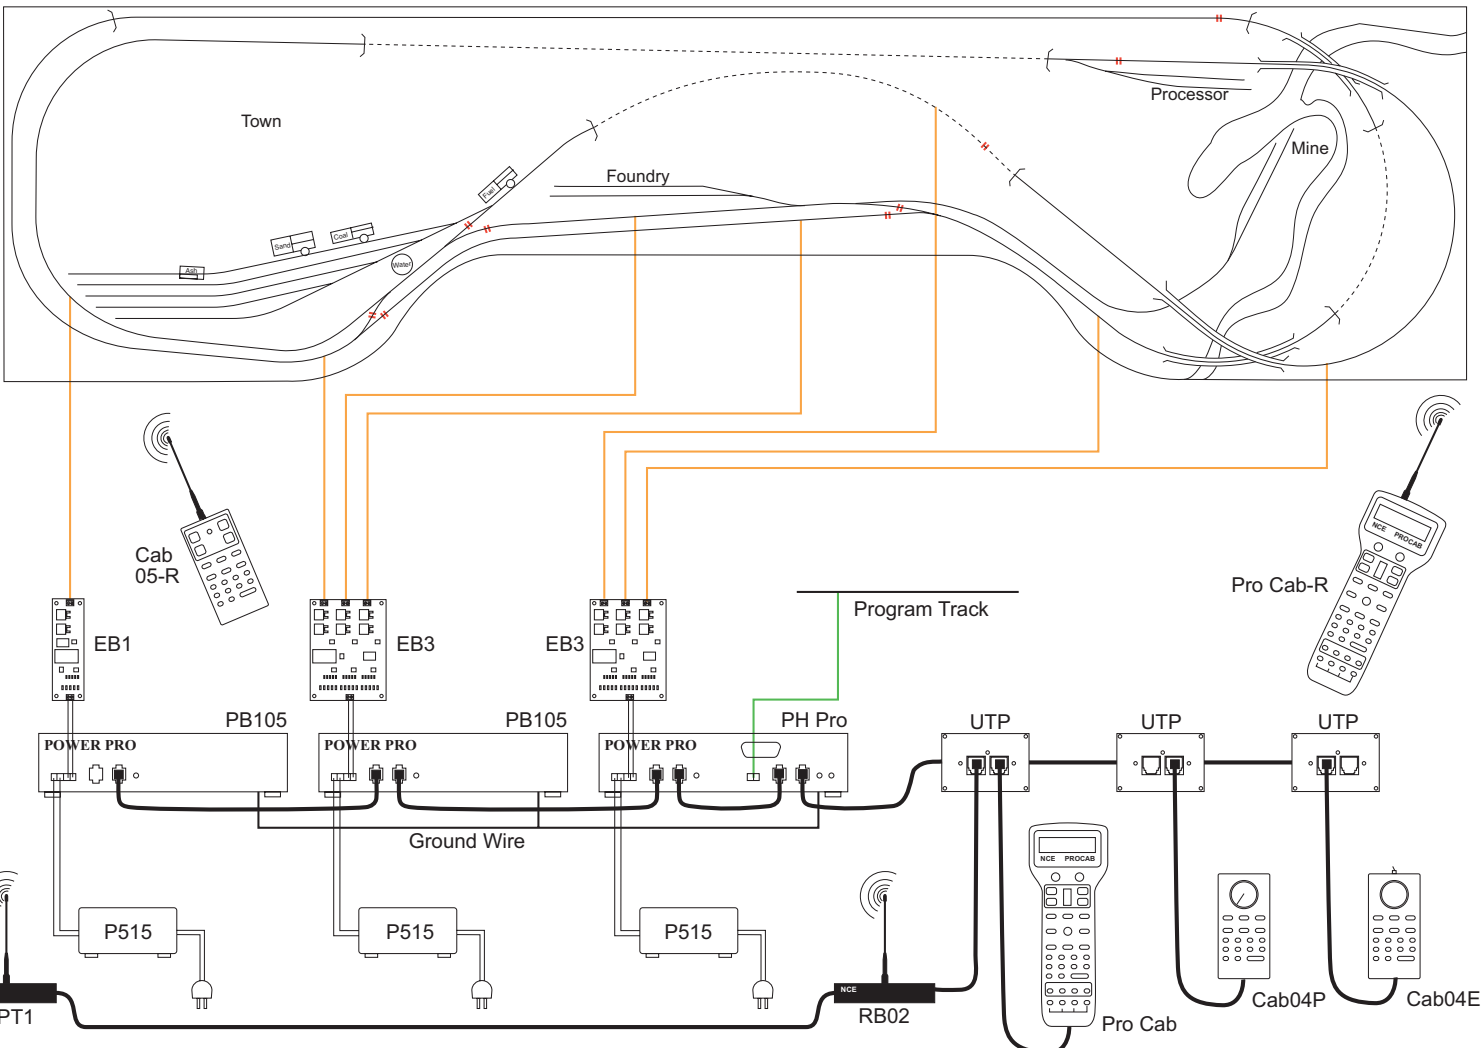 Town
Processor
Mine
Foundry
Fuel
Coal
Sand
Ash
Water
Cab
05-R
NCE PROCAB
Pro Cab-R
Program Track
EB1
EB3
EB3
PB105
PB105
PH Pro
UTP
UTP
UTP
POWER PRO
POWER PRO
POWER PRO
Ground Wire
NCE PROCAB
P515
P515
P515
NCE
PT1
RB02
Pro Cab
Cab04P
Cab04E